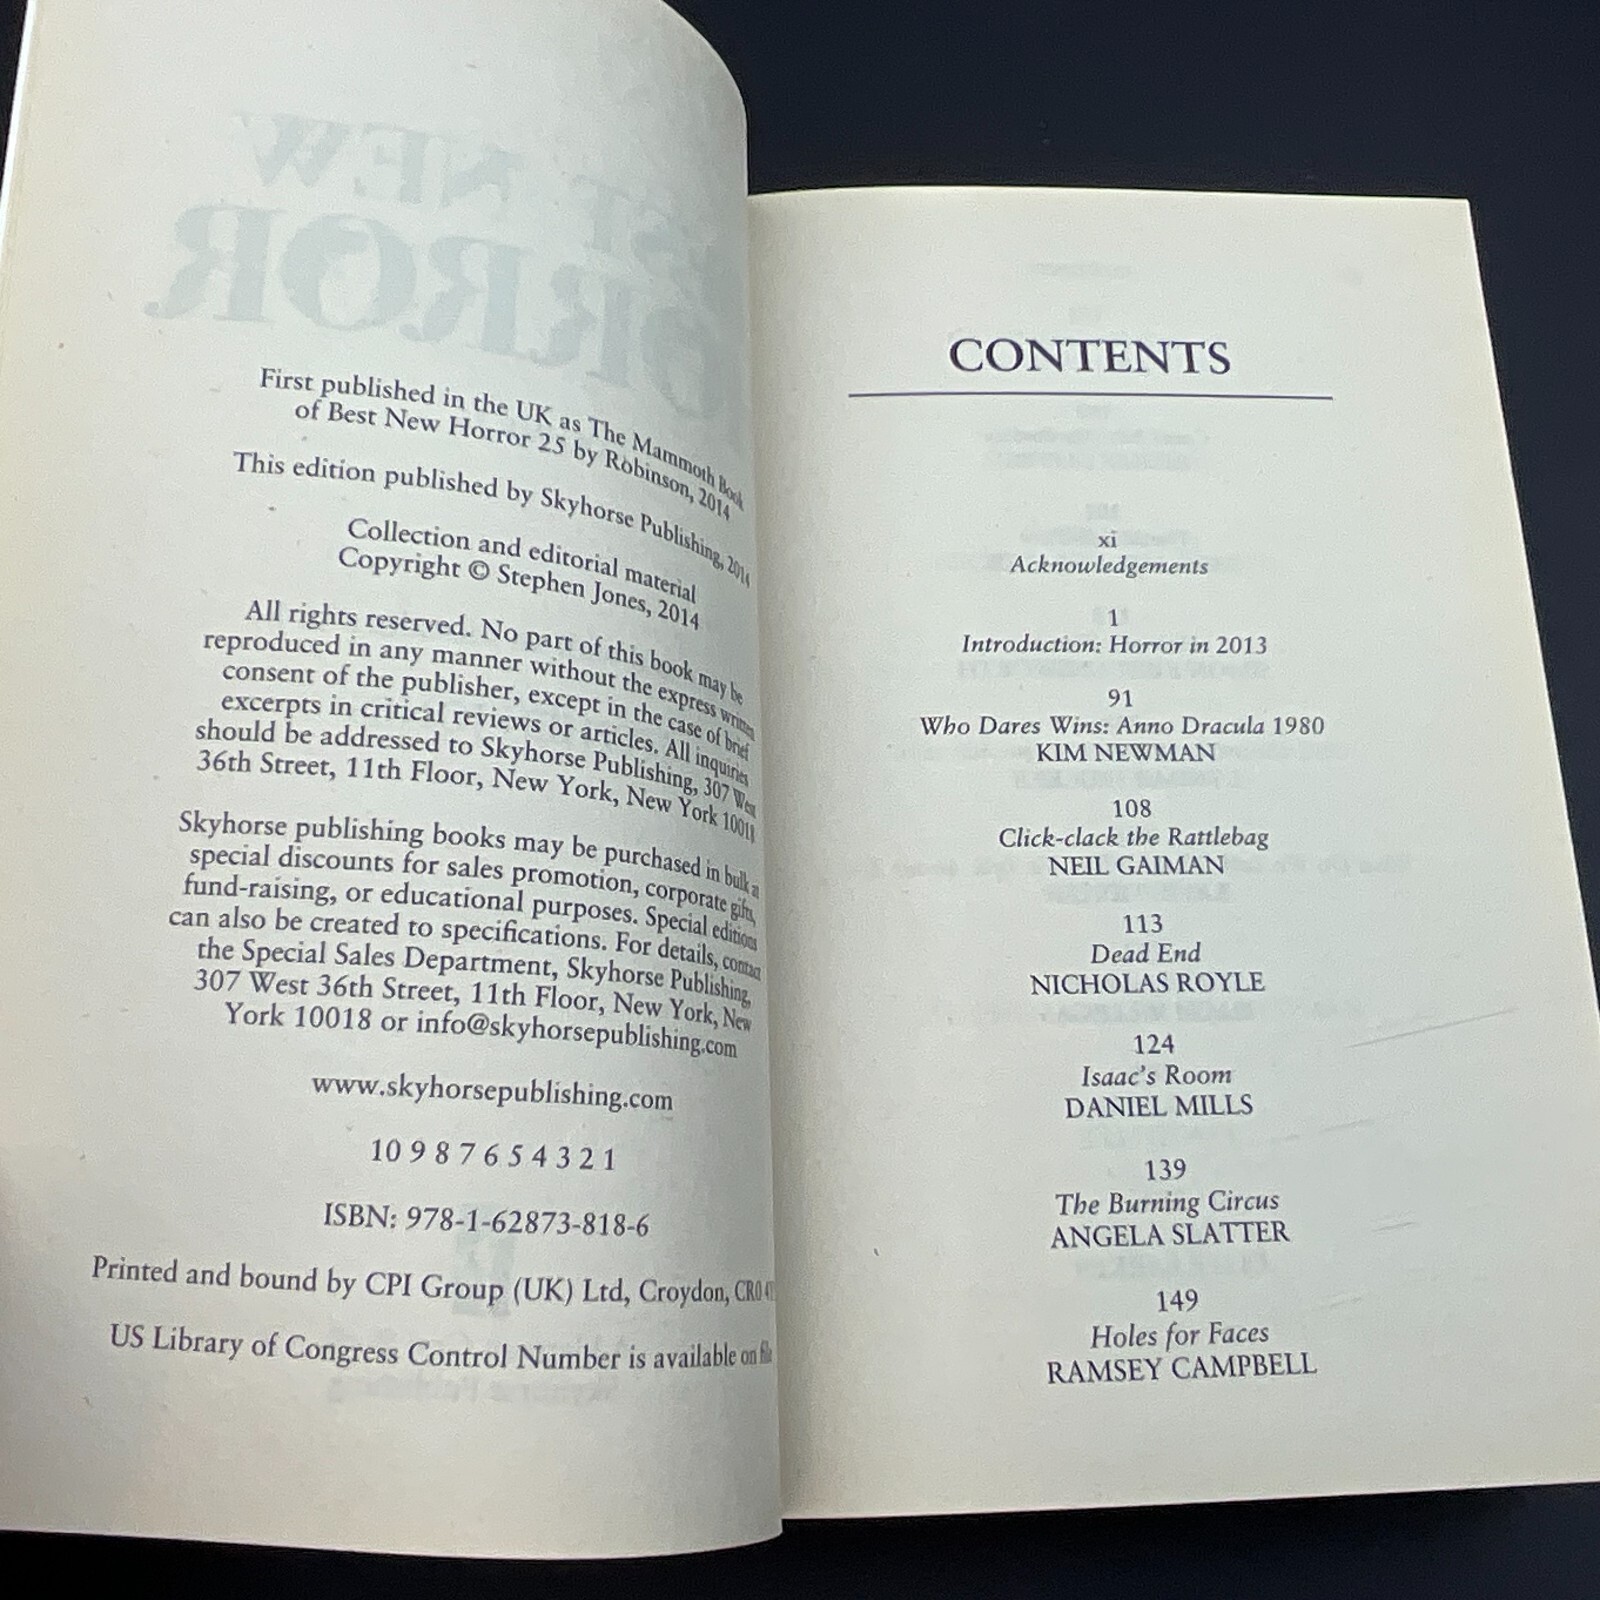 First published in the UK as The Mammoth Book
of Best New Horror 25 by Robinson, 2014
This edition published by Skyhorse Publishing, 2014
Collection and editorial material
Copyright © Stephen Jones, 2014
All rights reserved. No part of this book may be
reproduced in any manner without the express written
consent of the publisher, except in the case of brief
excerpts in critical reviews or articles. All inquiries
should be addressed to Skyhorse Publishing, 307 West
36th Street, 11th Floor, New York, New York 10018
Skyhorse publishing books may be purchased in bulk at
special discounts for sales promotion, corporate gifts,
fund-raising, or educational purposes. Special editions
can also be created to specifications. For details, contact
the Special Sales Department, Skyhorse Publishing,
307 West 36th Street, 11th Floor, New York, New
York 10018 or info@skyhorsepublishing.com
www.skyhorsepublishing.com
10 9 8 7 6 5 4 3 2 1
ISBN: 978-1-62873-818-6
Printed and bound by CPI Group (UK) Ltd, Croydon, CR0
US Library of Congress Control Number is available on file
CONTENTS
xi
Acknowledgements
1
Introduction: Horror in 2013
91
Who Dares Wins: Anno Dracula 1980
KIM NEWMAN
108
Click-clack the Rattlebag
NEIL GAIMAN
113
Dead End
NICHOLAS ROYLE
124
Isaac's Room
DANIEL MILLS
139
The Burning Circus
ANGELA SLATTER
149
Holes for Faces
RAMSEY CAMPBELL